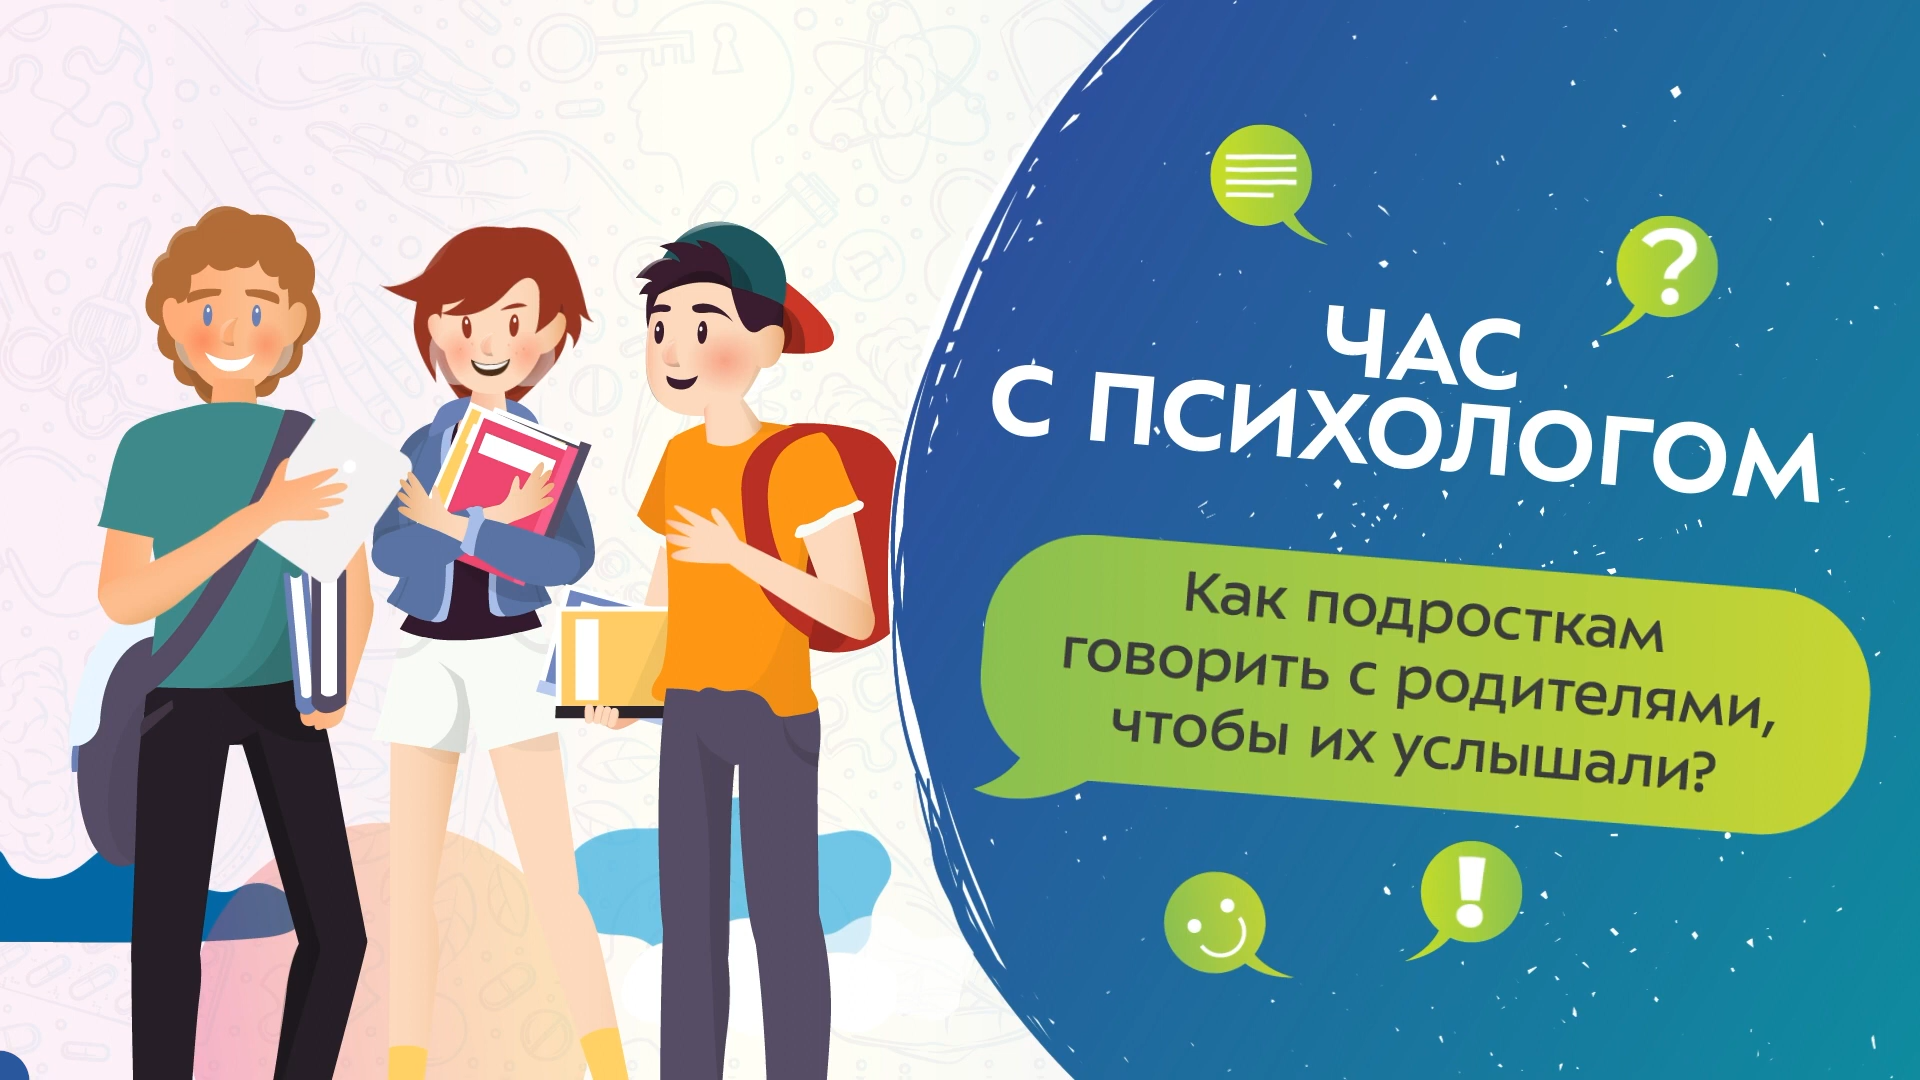 ЧАС
С ПСИХОЛОГОМ
Как подросткам
говорить с родителями,
чтобы их услышали?